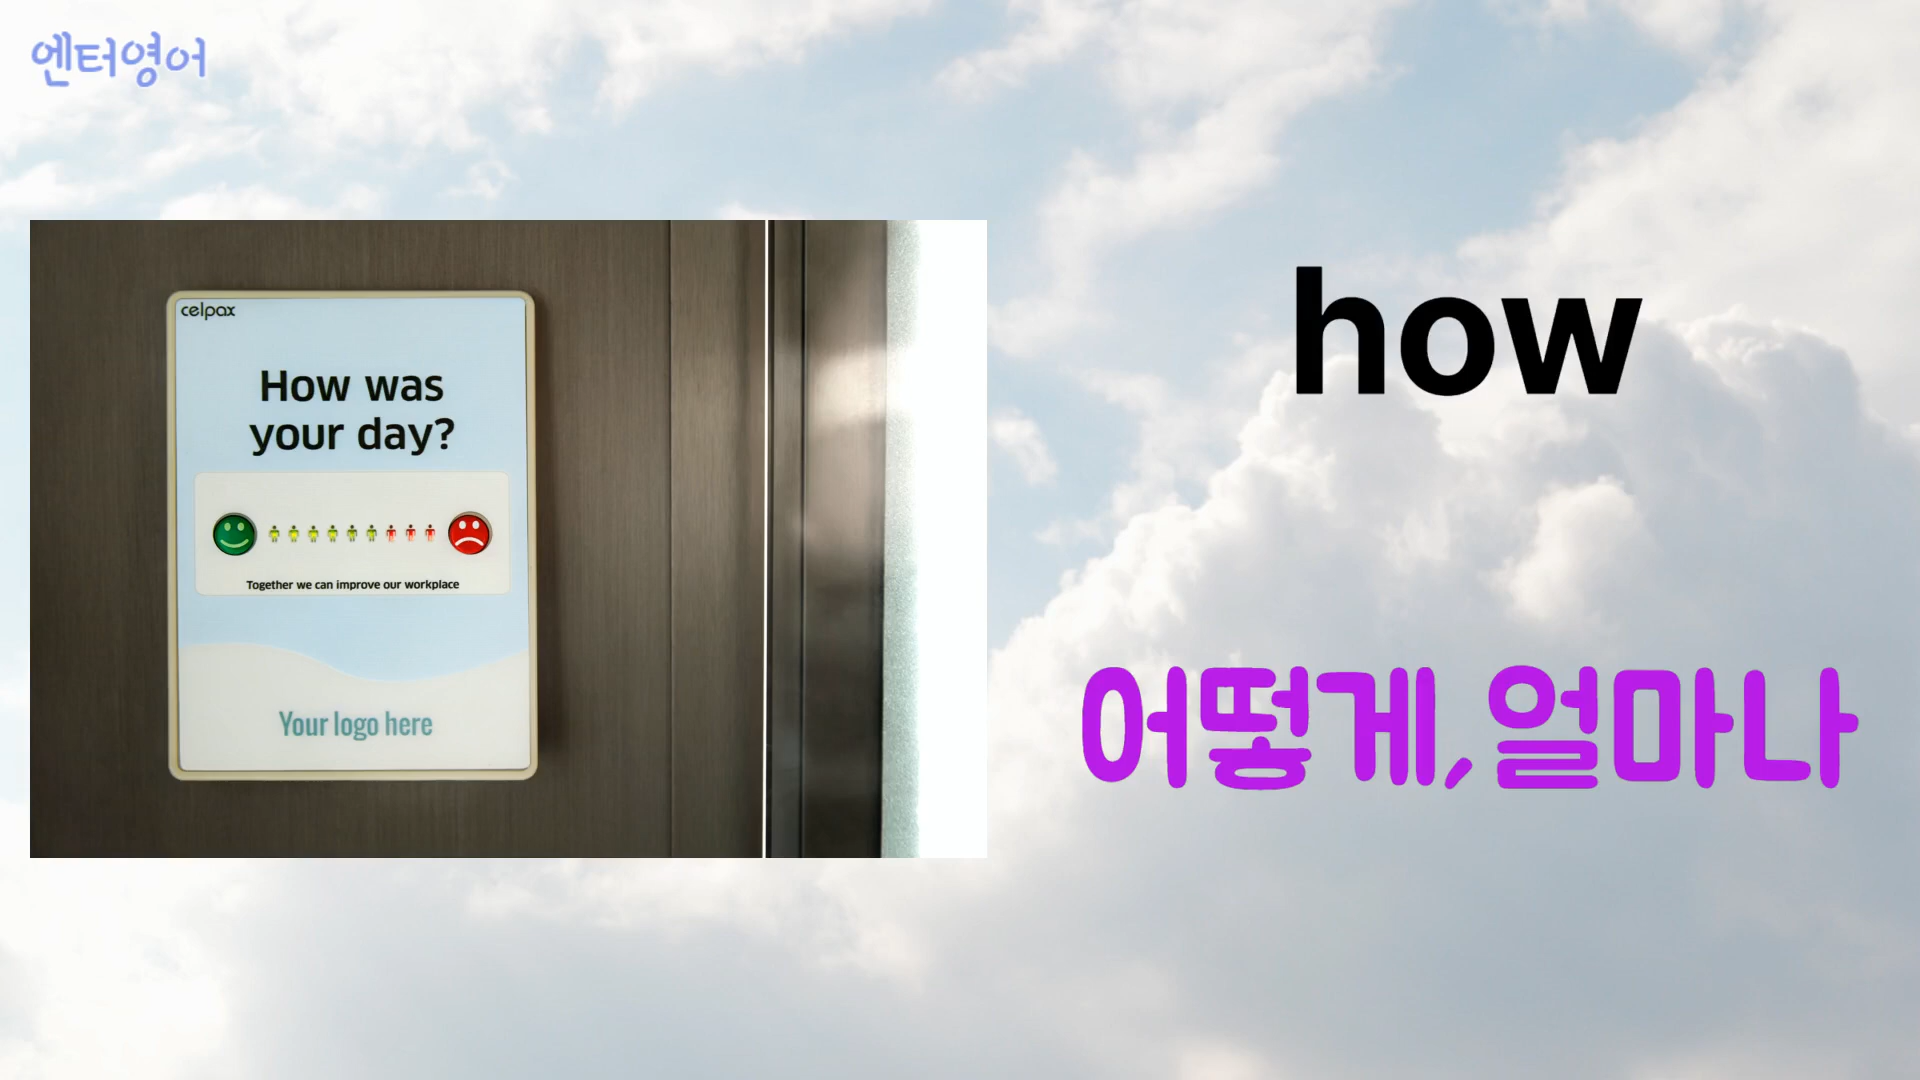 엔터영어
celpax
How was
your day?
Together we can improve our workplace
Your logo here
how
어떻게,얼마나